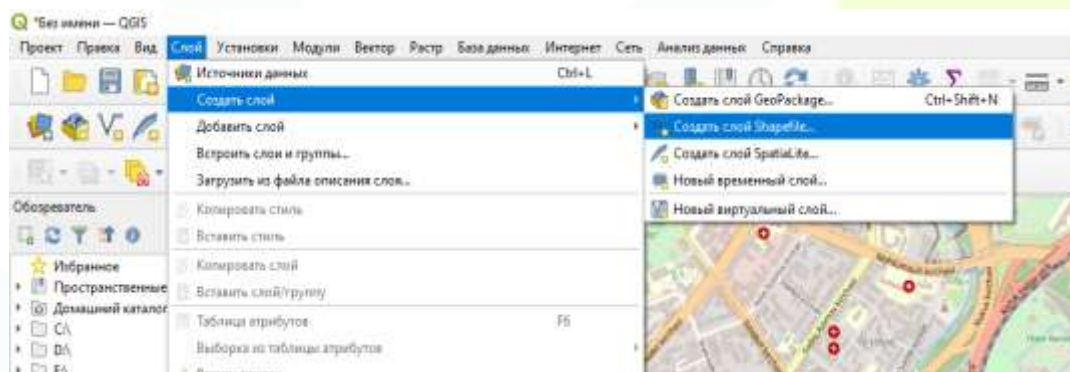 *Без имени — QGIS
Проект Правка Вид Слой Установки Модули Вектор Растр База данных Интернет Сеть Анализ данных Справка
Источники данных Ctrl+L
Создать слой
Добавить слой
Встроить слои и группы...
Загрузить из файла описания слоя...
Копировать стиль
Вставить стиль
Копировать слой
Вставить слой/группу
Таблица атрибутов F6
Выборка из таблицы атрибутов
Создать слой GeoPackage... Ctrl+Shift+N
Создать слой Shapefile...
Создать слой SpatiaLite...
Новый временный слой...
Новый виртуальный слой...
Обозреватель
Избранное
Пространственные
Домашний каталог
C:\
D:\